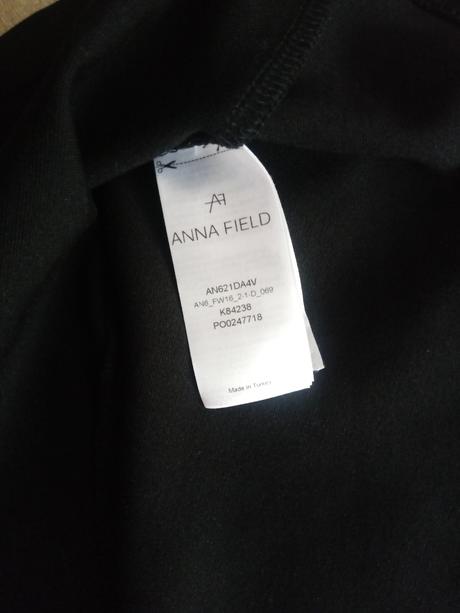 AF
ANNA FIELD
AN621DA4V
AN6_FW16_2-1-D_069
K84238
PO0247718
Made in Turkey